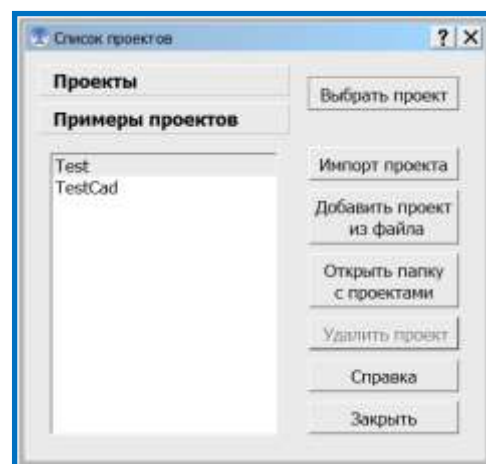 Список проектов
? X
Проекты
Примеры проектов
Test
TestCad
Выбрать проект
Импорт проекта
Добавить проект
из файла
Открыть папку
с проектами
Удалить проект
Справка
Закрыть